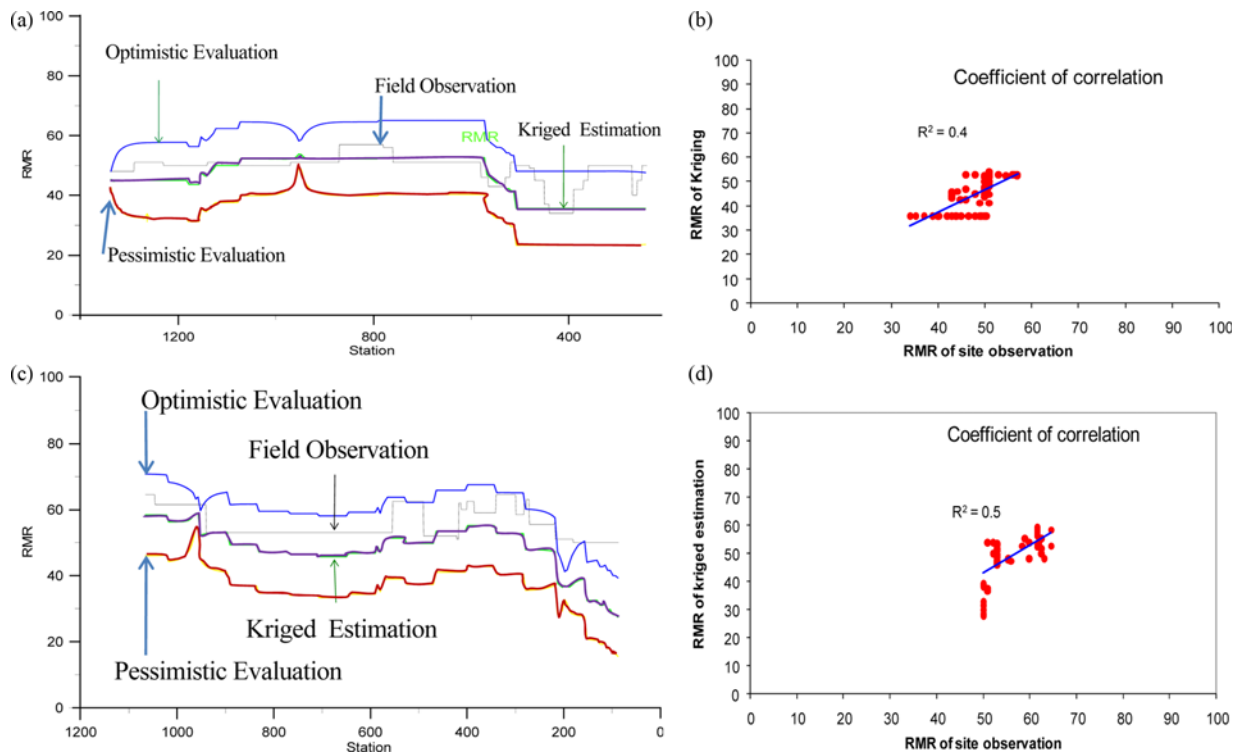 (a)
100
80
60
40
20
0
RMR
1400
1200
800
400
Station
Optimistic Evaluation
Field Observation
RMR
Kriged Estimation
Pessimistic Evaluation
(b)
Coefficient of correlation
R² = 0.4
100
90
80
70
60
50
40
30
20
10
0
RMR of Kriging
0 10 20 30 40 50 60 70 80 90 100
RMR of site observation
(c)
100
80
60
40
20
0
RMR
1200
1000
800
600
400
200
0
Station
Optimistic Evaluation
Field Observation
Kriged Estimation
Pessimistic Evaluation
(d)
Coefficient of correlation
R² = 0.5
100
90
80
70
60
50
40
30
20
10
0
RMR of kriged estimation
0 10 20 30 40 50 60 70 80 90 100
RMR of site observation